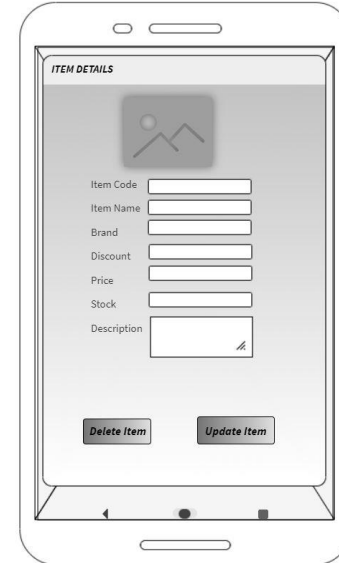 ITEM DETAILS
Item Code
Item Name
Brand
Discount
Price
Stock
Description
Delete Item Update Item